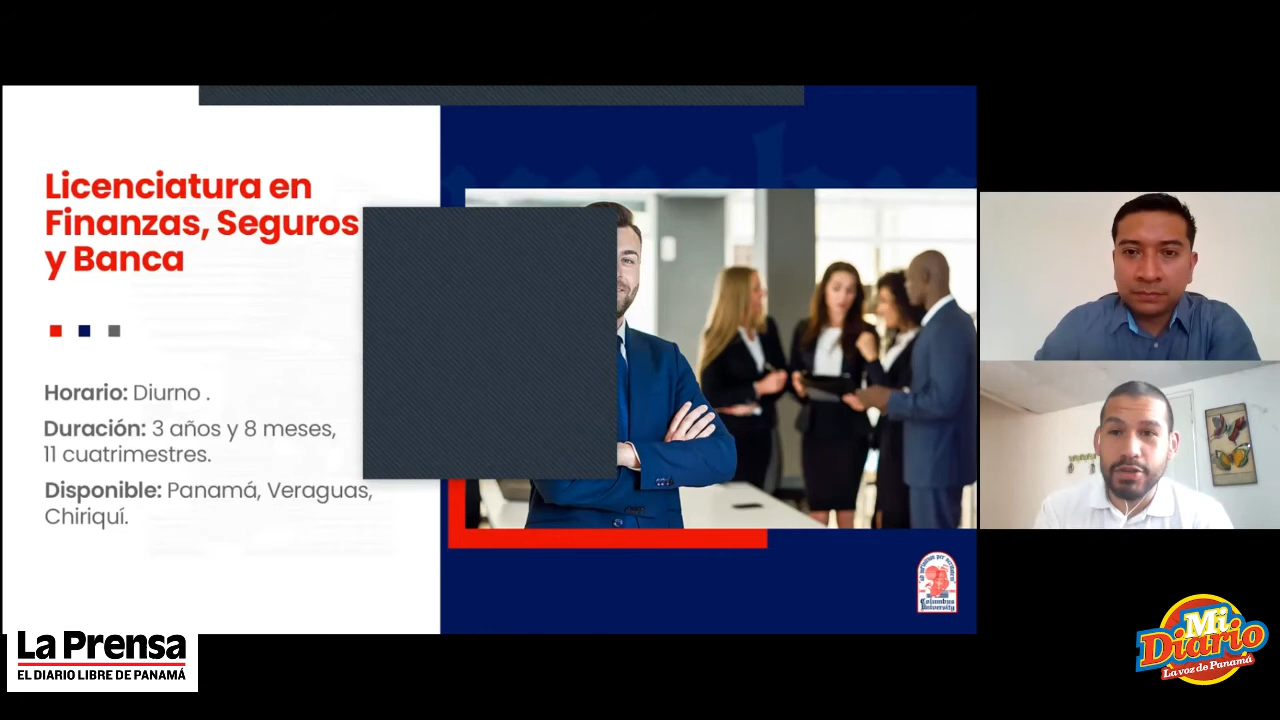 Licenciatura en
Finanzas, Seguros
y Banca
Horario: Diurno .
Duración: 3 años y 8 meses,
11 cuatrimestres.
Disponible: Panamá, Veraguas,
Chiriquí.
Columbus
University
La Prensa
EL DIARIO LIBRE DE PANAMÁ
Mi
Diario
La voz de Panamá